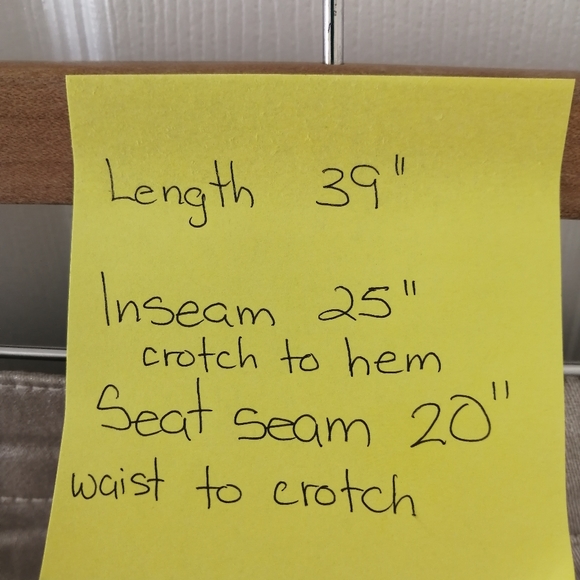 Length 39"
Inseam 25"
crotch to hem
Seat seam 20"
waist to crotch